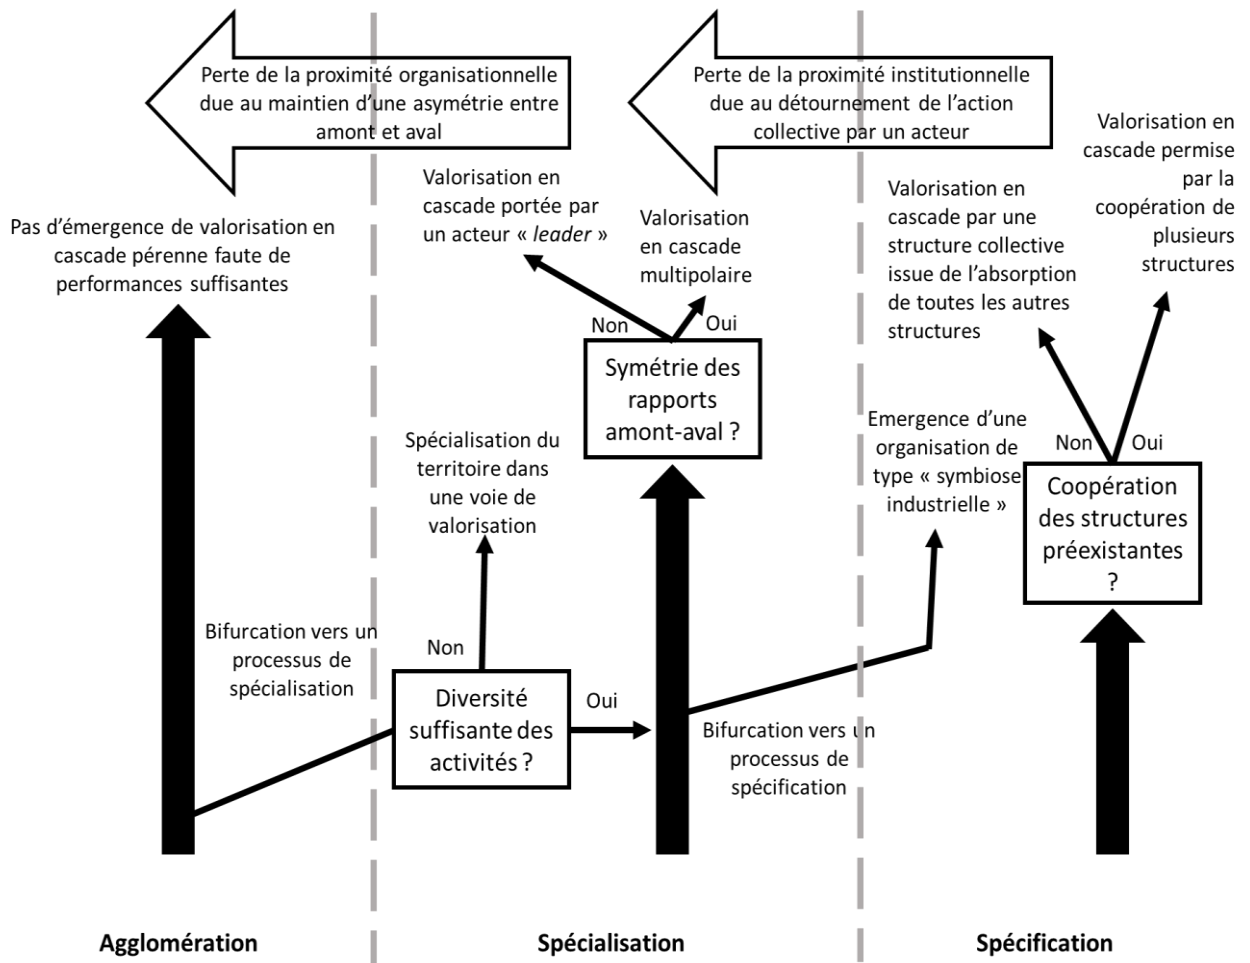 Perte de la proximité organisationnelle
due au maintien d’une asymétrie entre
amont et aval
Perte de la proximité institutionnelle
due au détournement de l’action
collective par un acteur
Pas d’émergence de valorisation en
cascade pérenne faute de
performances suffisantes
Valorisation en
cascade portée par
un acteur « leader »
Valorisation
en cascade
multipolaire
Valorisation en
cascade par une
structure collective
issue de l’absorption
de toutes les autres
structures
Valorisation en
cascade permise
par la
coopération de
plusieurs
structures
Non
Oui
Symétrie des
rapports
amont-aval ?
Spécialisation du
territoire dans
une voie de
valorisation
Emergence d’une
organisation de
type « symbiose
industrielle »
Non
Oui
Coopération
des structures
préexistantes
?
Bifurcation vers un
processus de
spécialisation
Non
Diversité
suffisante des
activités ?
Oui
Bifurcation vers un
processus de
spécification
Agglomération
Spécialisation
Spécification